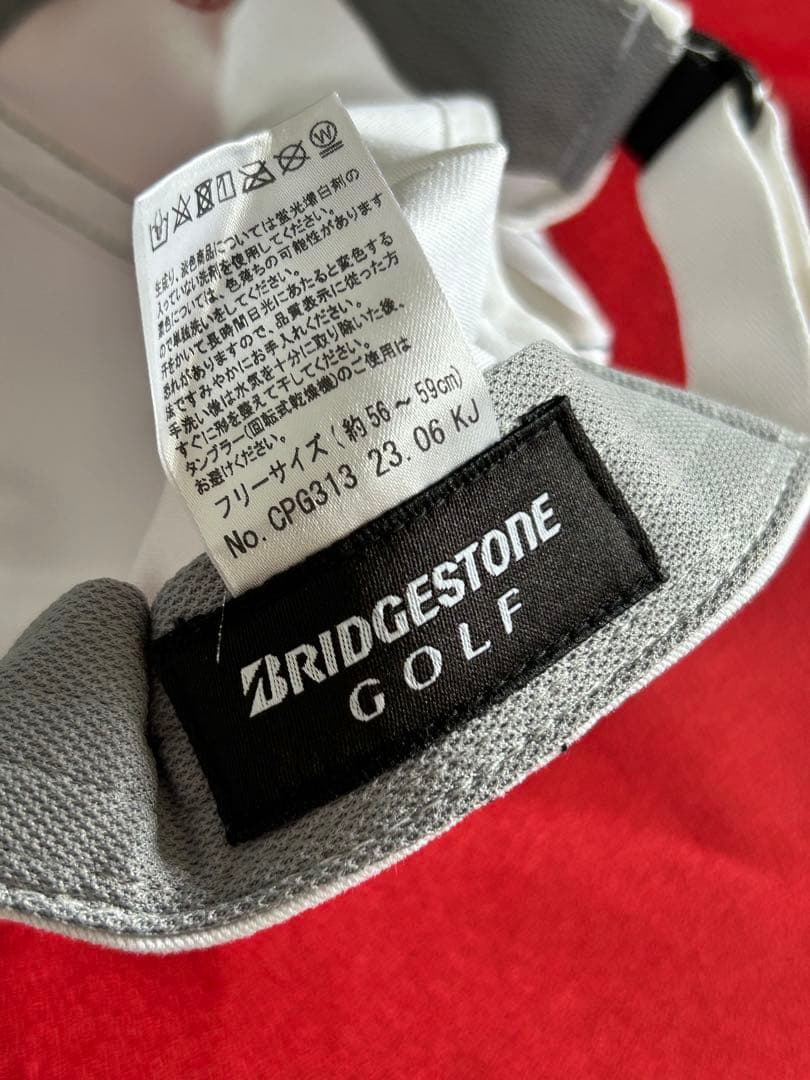 生成り、淡色商品については蛍光増白剤の
入っていない洗剤を使用してください。
濃色については、色落ちの可能性があります
ので単独洗いをしてください。
汗をかいて長時間日光にあたると変色する
恐れがありますので、品質表示に従った方
法ですみやかにお手入れください。
手洗い後は水気を十分に取り除いた後、
すぐに形を整えて干してください。
タンブラー(回転式乾燥機)のご使用は
お避けください。
フリーサイズ (約56～59cm)
No. CPG313 23.06 KJ
BRIDGESTONE
GOLF